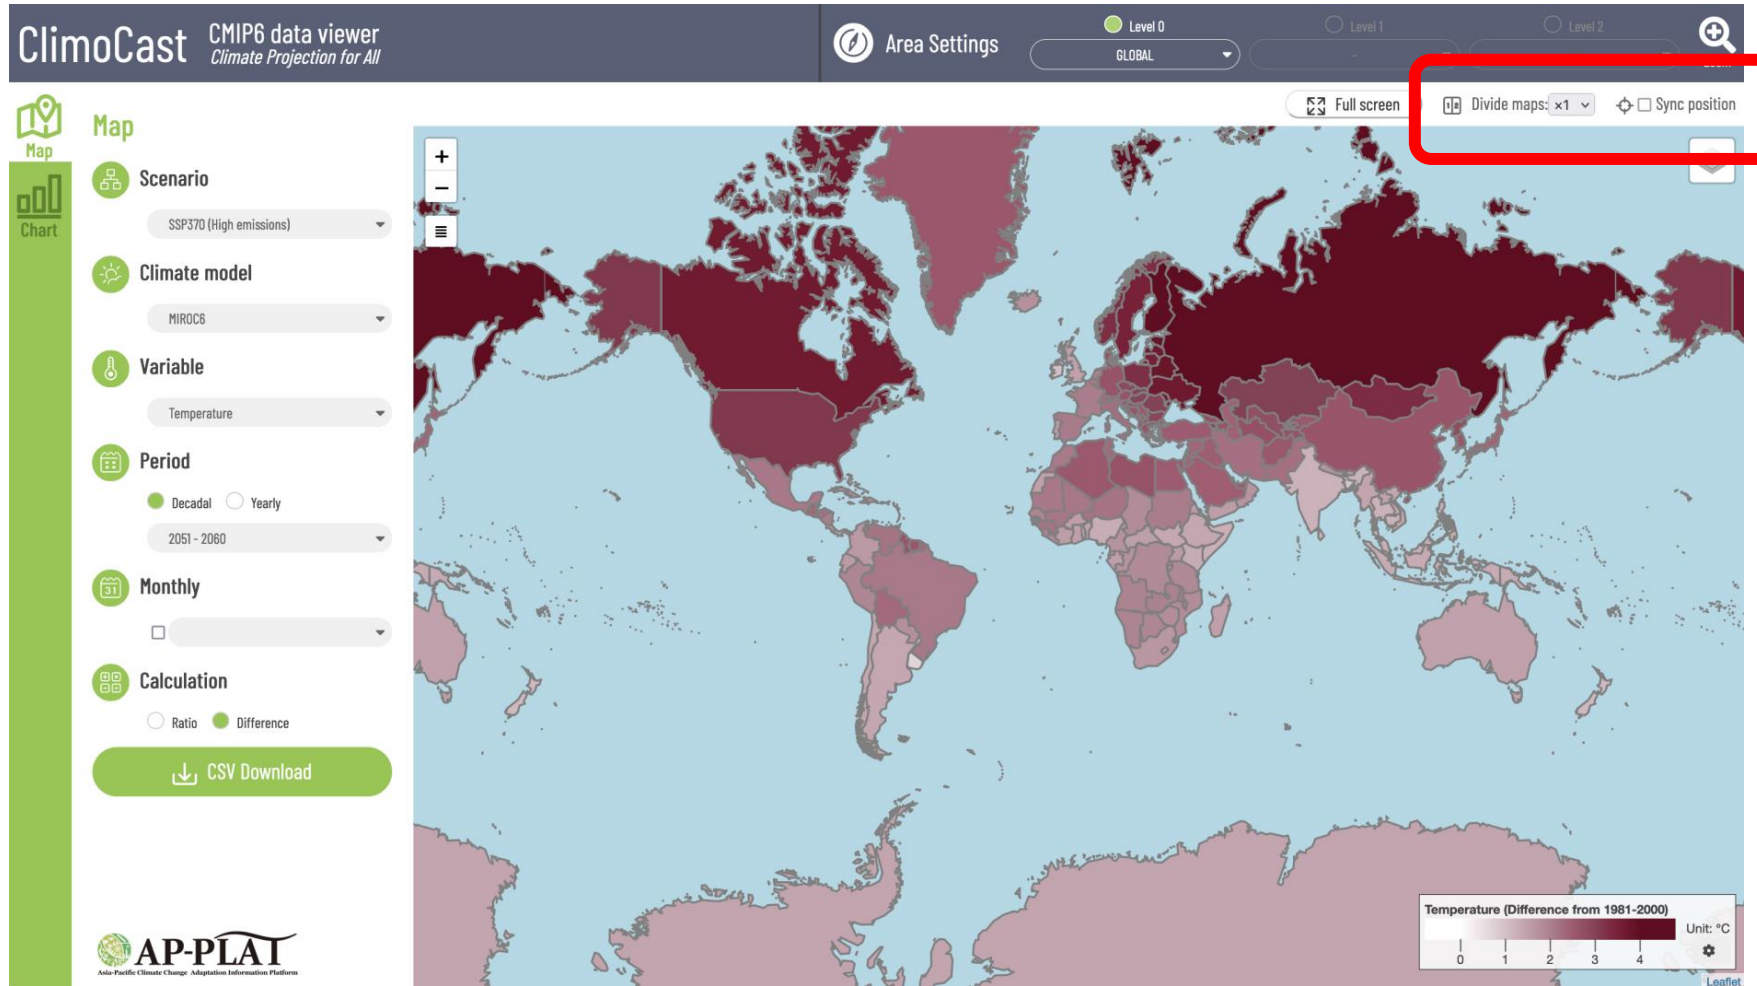 ClimoCast
CMIP6 data viewer
Climate Projection for All
Area Settings
Level 0
GLOBAL
Level 1
-
Level 2
Full screen
Divide maps: ×1
Sync position
Map
Chart
Map
Scenario
SSP370 (High emissions)
Climate model
MIROC6
Variable
Temperature
Period
Decadal
Yearly
2051 - 2060
Monthly
Calculation
Ratio
Difference
CSV Download
AP-PLAT
Asia-Pacific Climate Change Adaptation Information Platform
+
−
Temperature (Difference from 1981-2000)
Unit: °C
0 1 2 3 4
Leaflet